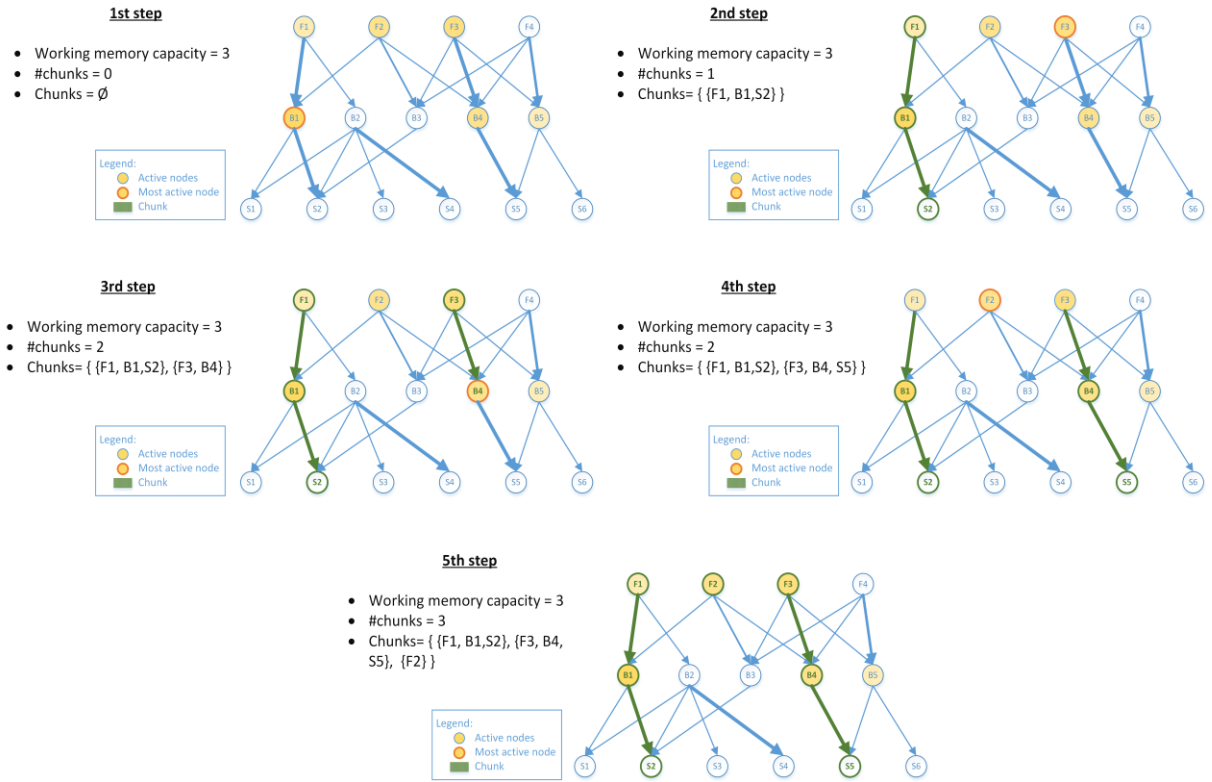 1st step
• Working memory capacity = 3
• #chunks = 0
• Chunks = Ø
Legend:
Active nodes
Most active node
Chunk
F1 F2 F3 F4
B1 B2 B3 B4 B5
S1 S2 S3 S4 S5 S6
2nd step
• Working memory capacity = 3
• #chunks = 1
• Chunks= { {F1, B1,S2} }
Legend:
Active nodes
Most active node
Chunk
F1 F2 F3 F4
B1 B2 B3 B4 B5
S1 S2 S3 S4 S5 S6
3rd step
• Working memory capacity = 3
• #chunks = 2
• Chunks= { {F1, B1,S2}, {F3, B4} }
Legend:
Active nodes
Most active node
Chunk
F1 F2 F3 F4
B1 B2 B3 B4 B5
S1 S2 S3 S4 S5 S6
4th step
• Working memory capacity = 3
• #chunks = 2
• Chunks= { {F1, B1,S2}, {F3, B4, S5} }
Legend:
Active nodes
Most active node
Chunk
F1 F2 F3 F4
B1 B2 B3 B4 B5
S1 S2 S3 S4 S5 S6
5th step
• Working memory capacity = 3
• #chunks = 3
• Chunks= { {F1, B1,S2}, {F3, B4,
S5}, {F2} }
Legend:
Active nodes
Most active node
Chunk
F1 F2 F3 F4
B1 B2 B3 B4 B5
S1 S2 S3 S4 S5 S6